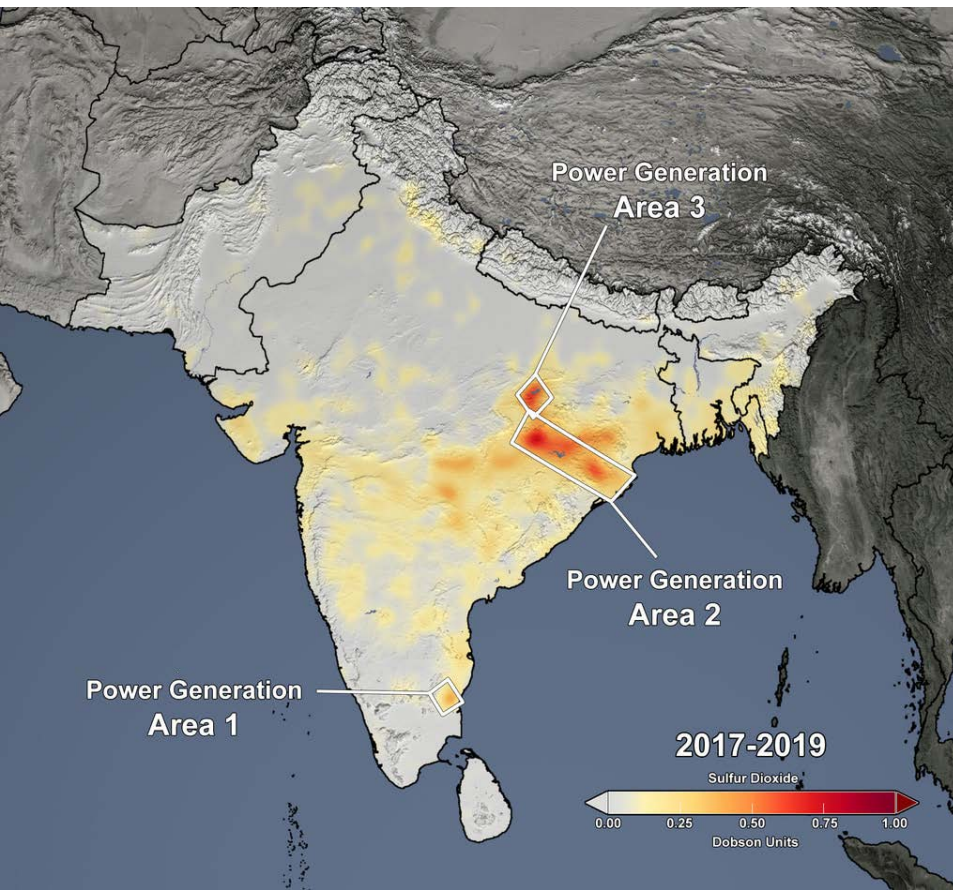 Power Generation
Area 3
Power Generation
Area 2
Power Generation
Area 1
2017-2019
Sulfur Dioxide
0.00 0.25 0.50 0.75 1.00
Dobson Units